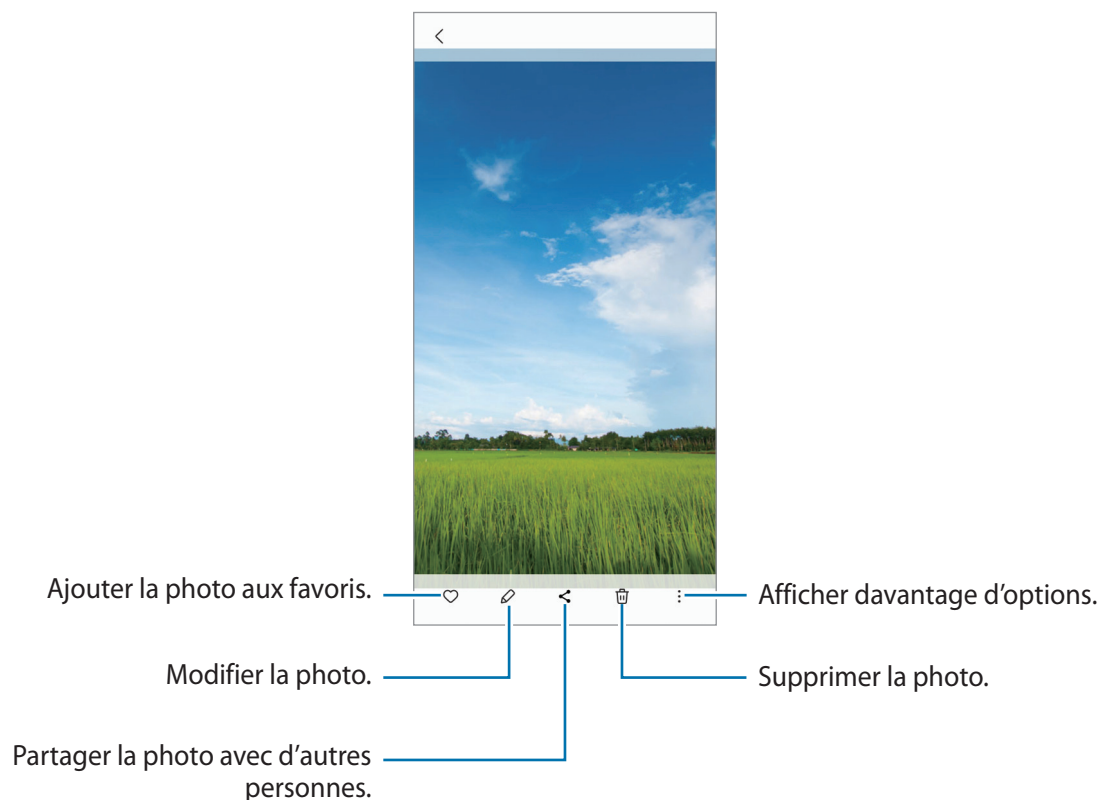 Ajouter la photo aux favoris.
Afficher davantage d’options.
Modifier la photo.
Supprimer la photo.
Partager la photo avec d’autres
personnes.